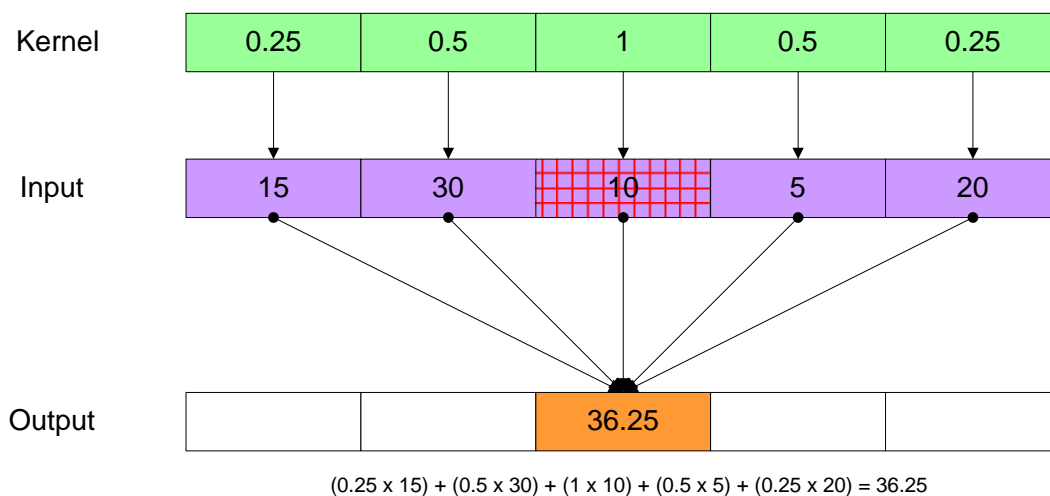 Kernel 0.25 0.5 1 0.5 0.25
Input 15 30 10 5 20
Output 36.25
(0.25 x 15) + (0.5 x 30) + (1 x 10) + (0.5 x 5) + (0.25 x 20) = 36.25